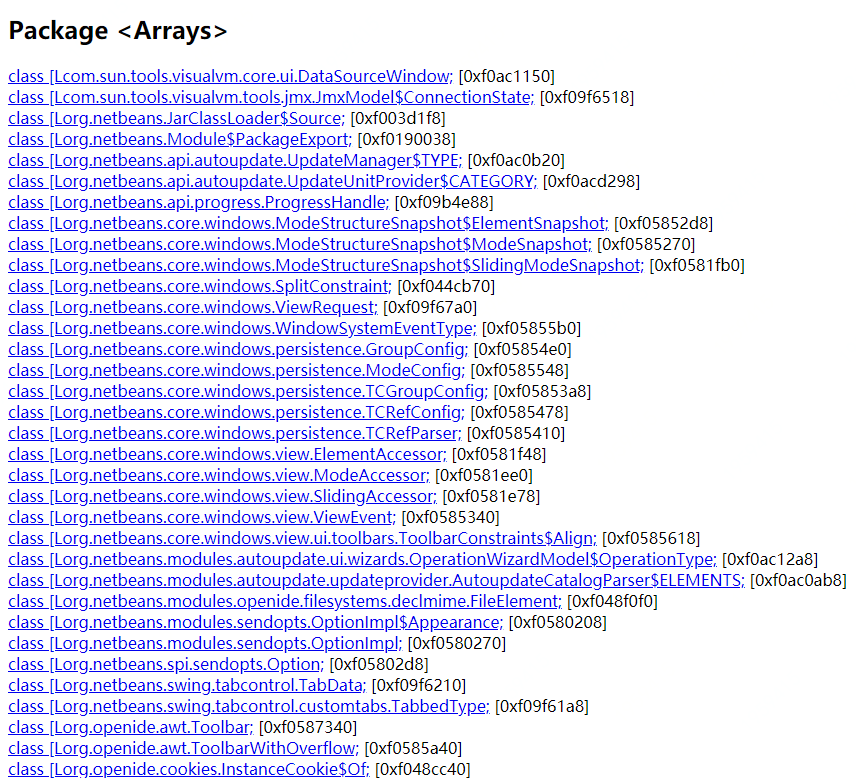 Package <Arrays>
class [Lcom.sun.tools.visualvm.core.ui.DataSourceWindow; [0xf0ac1150]
class [Lcom.sun.tools.visualvm.tools.jmx.JmxModel$ConnectionState; [0xf09f6518]
class [Lorg.netbeans.JarClassLoader$Source; [0xf003d1f8]
class [Lorg.netbeans.Module$PackageExport; [0xf0190038]
class [Lorg.netbeans.api.autoupdate.UpdateManager$TYPE; [0xf0ac0b20]
class [Lorg.netbeans.api.autoupdate.UpdateUnitProvider$CATEGORY; [0xf0acd298]
class [Lorg.netbeans.api.progress.ProgressHandle; [0xf09b4e88]
class [Lorg.netbeans.core.windows.ModeStructureSnapshot$ElementSnapshot; [0xf05852d8]
class [Lorg.netbeans.core.windows.ModeStructureSnapshot$ModeSnapshot; [0xf0585270]
class [Lorg.netbeans.core.windows.ModeStructureSnapshot$SlidingModeSnapshot; [0xf0581fb0]
class [Lorg.netbeans.core.windows.SplitConstraint; [0xf044cb70]
class [Lorg.netbeans.core.windows.ViewRequest; [0xf09f67a0]
class [Lorg.netbeans.core.windows.WindowSystemEventType; [0xf05855b0]
class [Lorg.netbeans.core.windows.persistence.GroupConfig; [0xf05854e0]
class [Lorg.netbeans.core.windows.persistence.ModeConfig; [0xf0585548]
class [Lorg.netbeans.core.windows.persistence.TCGroupConfig; [0xf05853a8]
class [Lorg.netbeans.core.windows.persistence.TCRefConfig; [0xf0585478]
class [Lorg.netbeans.core.windows.persistence.TCRefParser; [0xf0585410]
class [Lorg.netbeans.core.windows.view.ElementAccessor; [0xf0581f48]
class [Lorg.netbeans.core.windows.view.ModeAccessor; [0xf0581ee0]
class [Lorg.netbeans.core.windows.view.SlidingAccessor; [0xf0581e78]
class [Lorg.netbeans.core.windows.view.ViewEvent; [0xf0585340]
class [Lorg.netbeans.core.windows.view.ui.toolbars.ToolbarConstraints$Align; [0xf0585618]
class [Lorg.netbeans.modules.autoupdate.ui.wizards.OperationWizardModel$OperationType; [0xf0ac12a8]
class [Lorg.netbeans.modules.autoupdate.updateprovider.AutoupdateCatalogParser$ELEMENTS; [0xf0ac0ab8]
class [Lorg.netbeans.modules.openide.filesystems.declmime.FileElement; [0xf048f0f0]
class [Lorg.netbeans.modules.sendopts.OptionImpl$Appearance; [0xf0580208]
class [Lorg.netbeans.modules.sendopts.OptionImpl; [0xf0580270]
class [Lorg.netbeans.spi.sendopts.Option; [0xf05802d8]
class [Lorg.netbeans.swing.tabcontrol.TabData; [0xf09f6210]
class [Lorg.netbeans.swing.tabcontrol.customtabs.TabbedType; [0xf09f61a8]
class [Lorg.openide.awt.Toolbar; [0xf0587340]
class [Lorg.openide.awt.ToolbarWithOverflow; [0xf0585a40]
class [Lorg.openide.cookies.InstanceCookie$Of; [0xf048cc40]